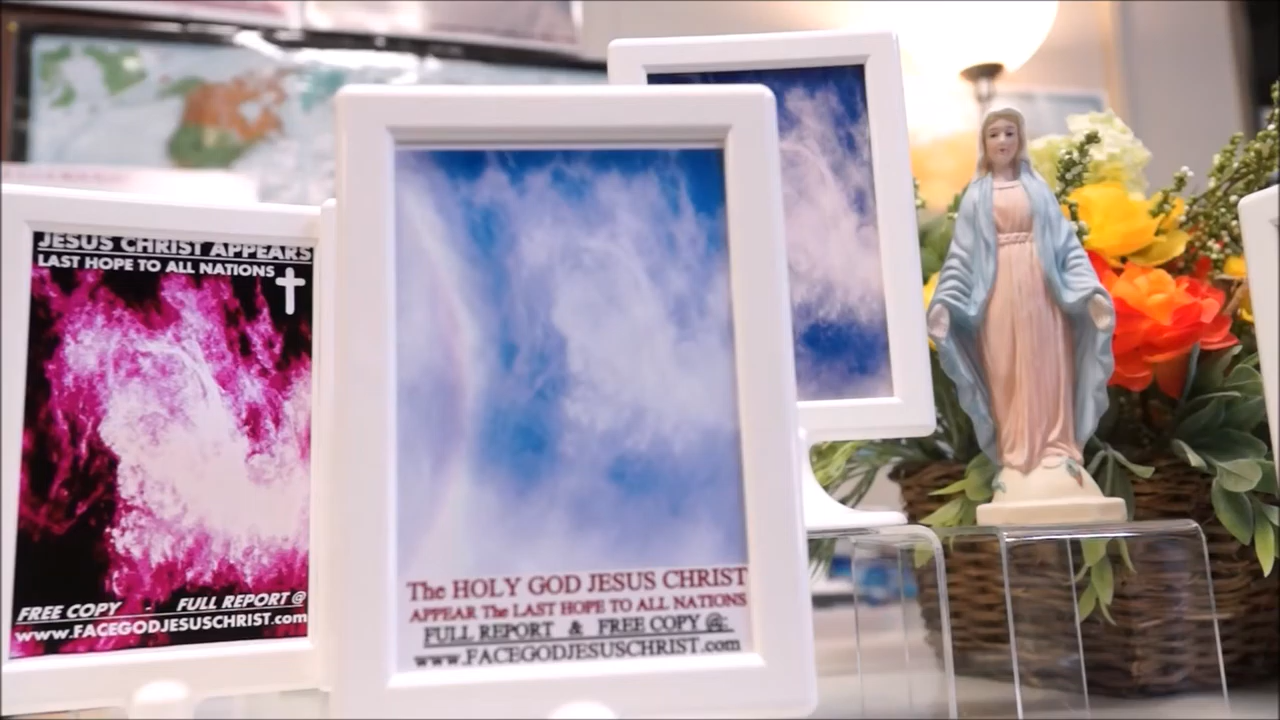 JESUS CHRIST APPEARS
LAST HOPE TO ALL NATIONS
FREE COPY - FULL REPORT @
www.FACEGODJESUSCHRIST.com
The HOLY GOD JESUS CHRIST
APPEAR The LAST HOPE TO ALL NATIONS
FULL REPORT & FREE COPY @:
www.FACEGODJESUSCHRIST.com